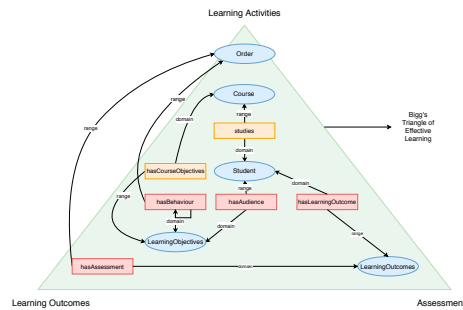 Learning Activities
Order
Course
range
domain
studies
range
domain
Bigg's
Triangle of
Effective
Learning
hasCourseObjectives
Student
range
range
domain
hasBehaviour
hasAudience
hasLearningOutcome
domain
domain
range
LearningObjectives
hasAssessment
domain
LearningOutcomes
Learning Outcomes
Assessmen
range